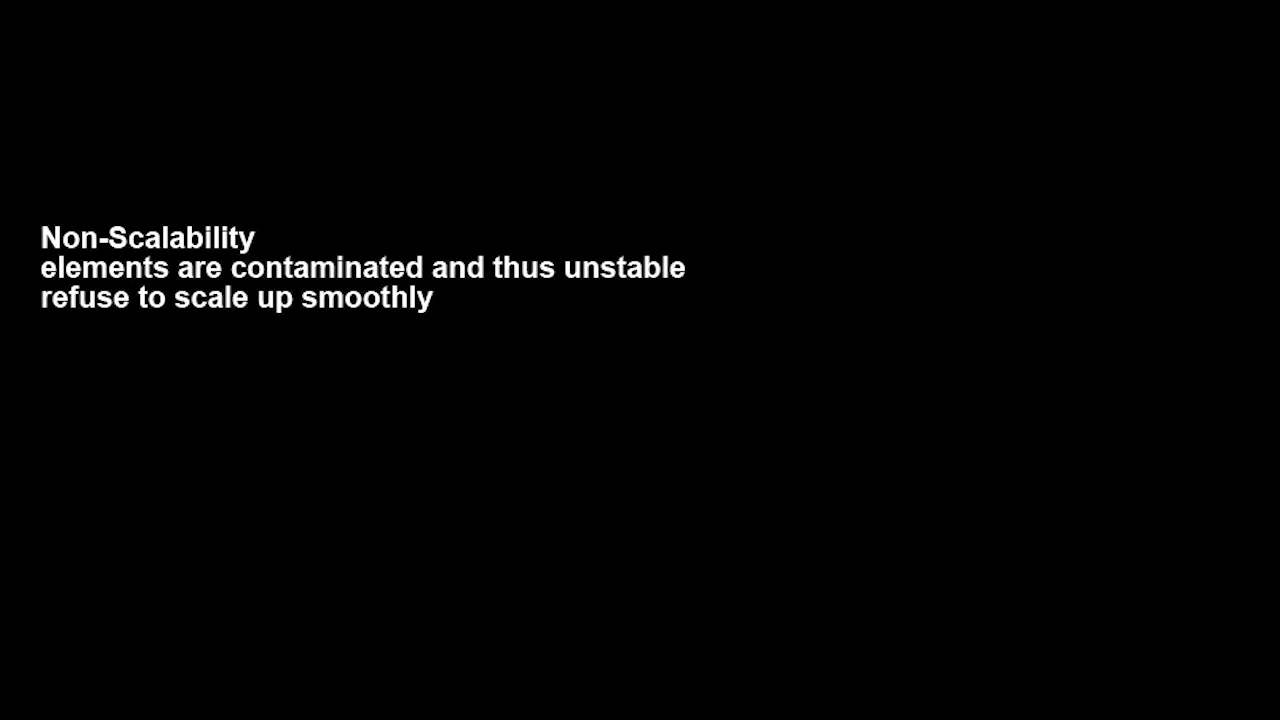 Non-Scalability
elements are contaminated and thus unstable
refuse to scale up smoothly